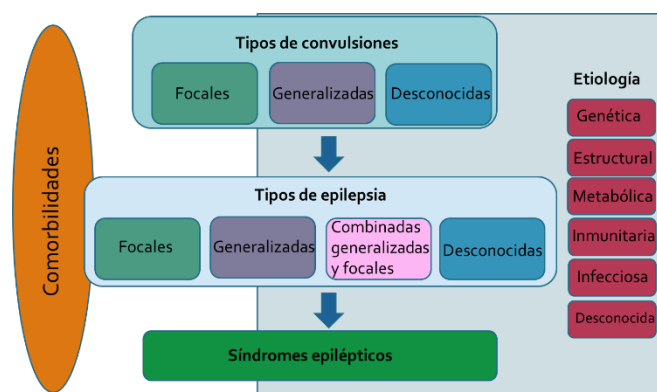 Tipos de convulsiones
Focales
Generalizadas
Desconocidas
Comorbilidades
Tipos de epilepsia
Focales
Generalizadas
Combinadas
generalizadas
y focales
Desconocidas
Síndromes epilépticos
Etiología
Genética
Estructural
Metabólica
Inmunitaria
Infecciosa
Desconocida